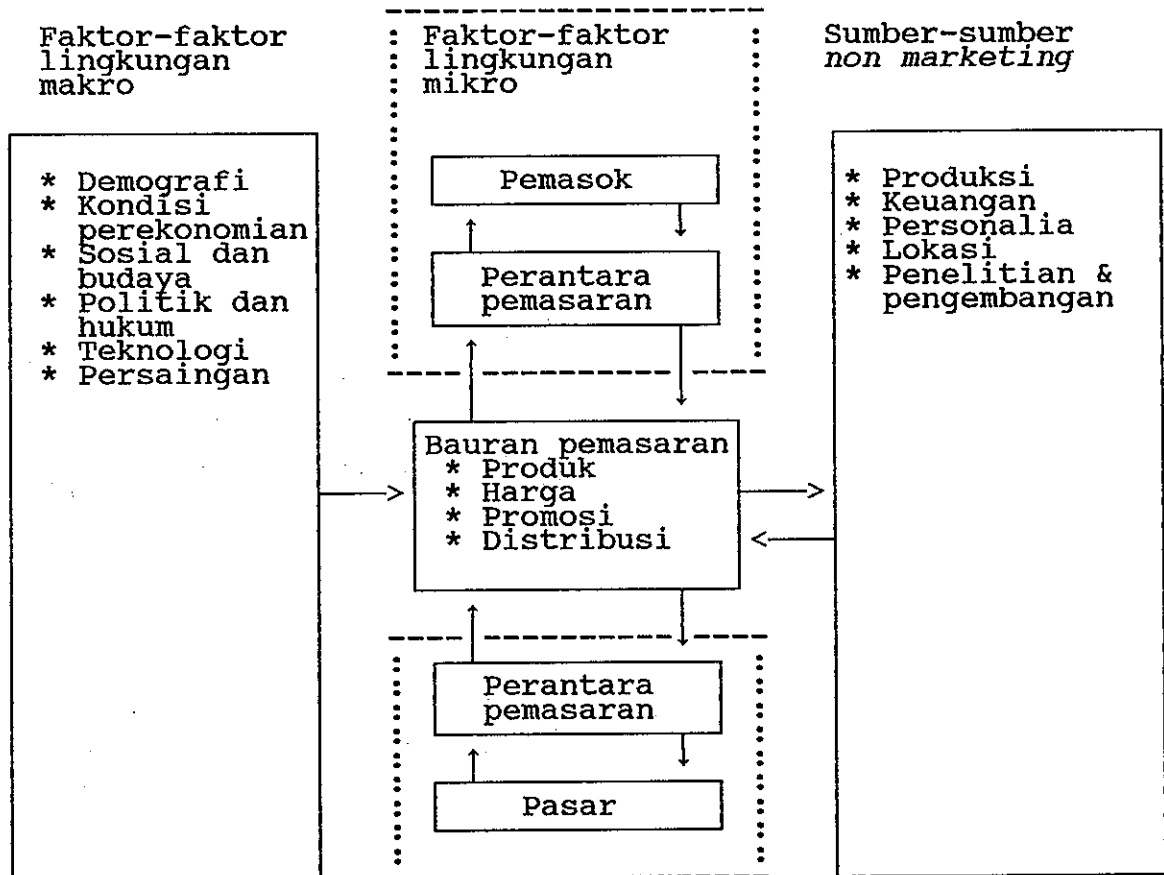 Faktor-faktor
lingkungan
makro
* Demografi
* Kondisi
perekonomian
* Sosial dan
budaya
* Politik dan
hukum
* Teknologi
* Persaingan
Faktor-faktor
lingkungan
mikro
Pemasok
Perantara
pemasaran
Bauran pemasaran
* Produk
* Harga
* Promosi
* Distribusi
Perantara
pemasaran
Pasar
Sumber-sumber
non marketing
* Produksi
* Keuangan
* Personalia
* Lokasi
* Penelitian &
pengembangan